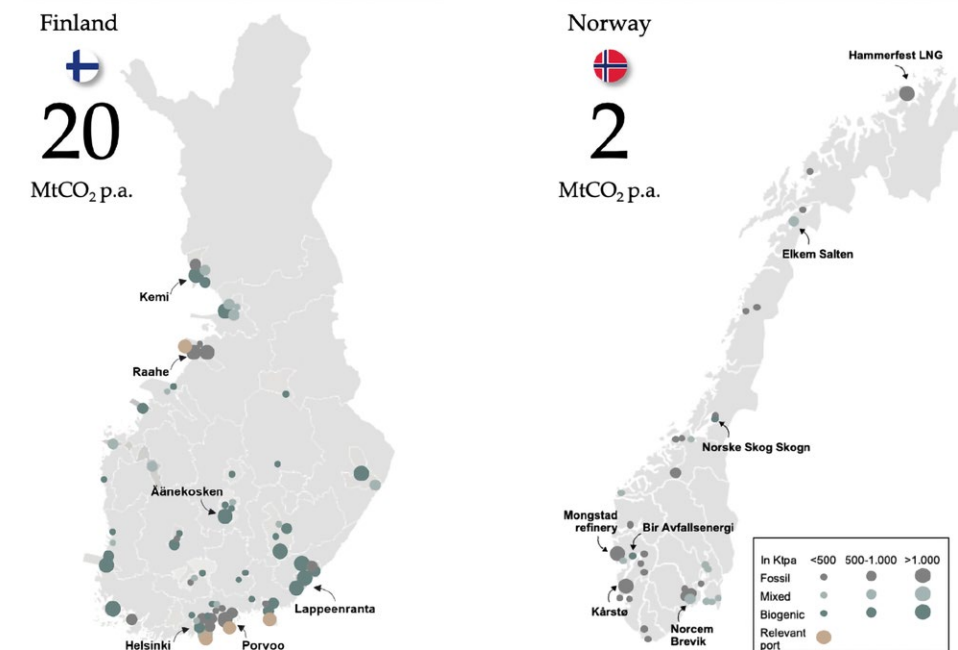 Finland
20
MtCO₂ p.a.
Kemi
Raahe
Äänekosken
Lappeenranta
Helsinki
Porvoo
Norway
2
MtCO₂ p.a.
Hammerfest LNG
Elkem Salten
Norske Skog Skogn
Mongstad
refinery
Bir Avfallsenergi
Kårstø
Norcem
Brevik
In Ktpa <500 500-1.000 >1.000
Fossil
Mixed
Biogenic
Relevant
port